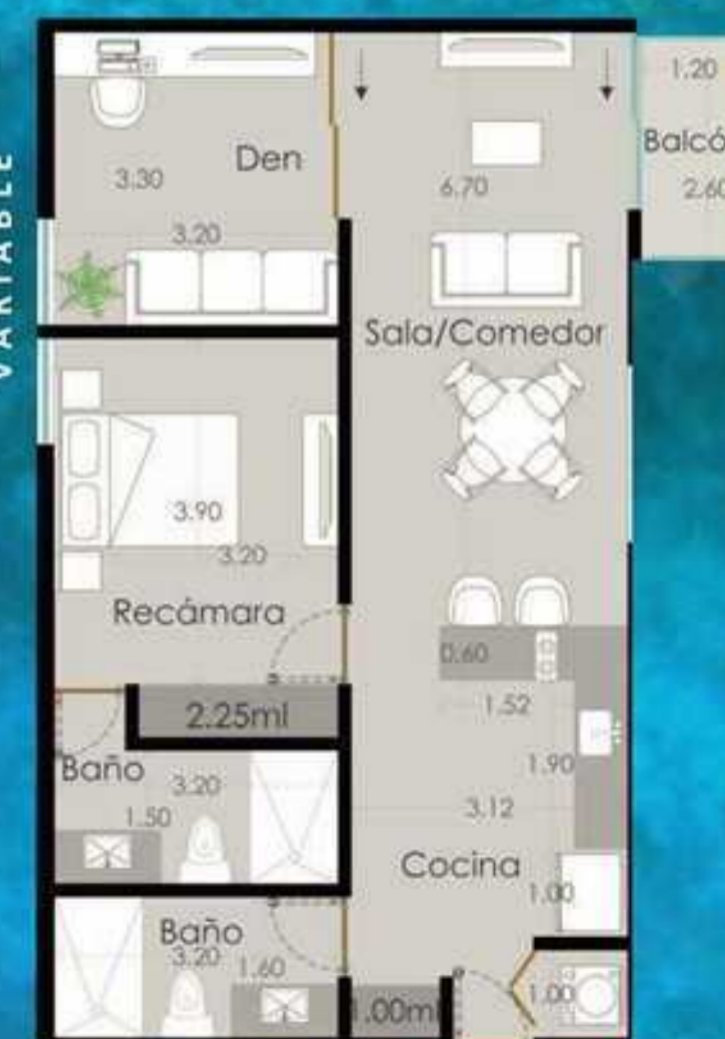 VARIABLE
Den
3.30
3.20
6.70
1.20
Balcó
2.60
Sala/Comedor
3.90
3.20
Recámara
2.25ml
0.60
1.52
1.90
3.12
Baño
3.20
1.50
Cocina
1.00
Baño
3.20
1.60
1.00ml
1.00